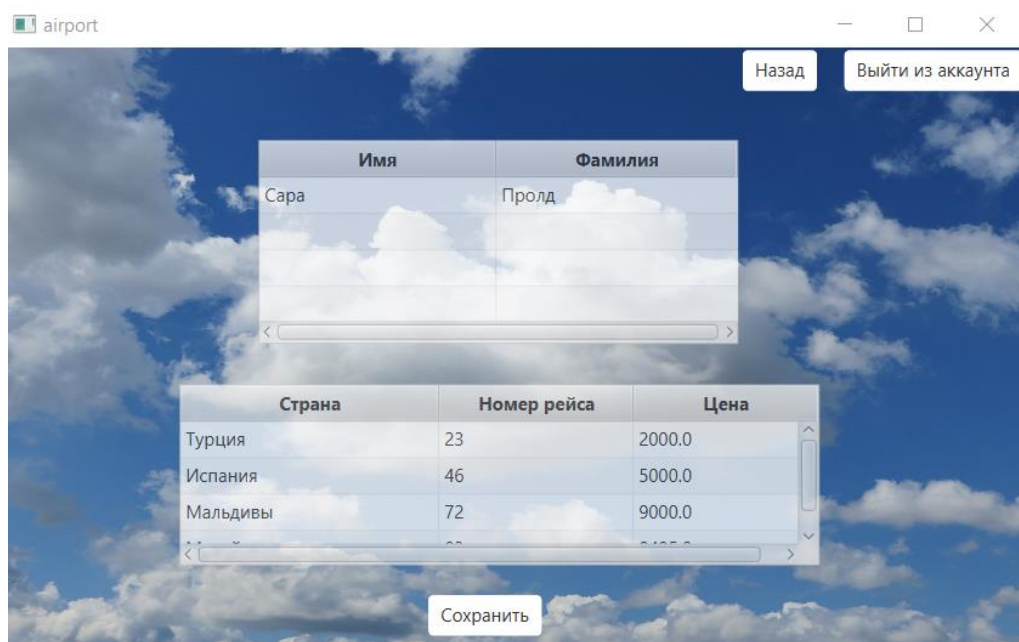 airport
Назад Выйти из аккаунта
Имя Фамилия
Сара Пролд
Страна Номер рейса Цена
Турция 23 2000.0
Испания 46 5000.0
Мальдивы 72 9000.0
Сохранить